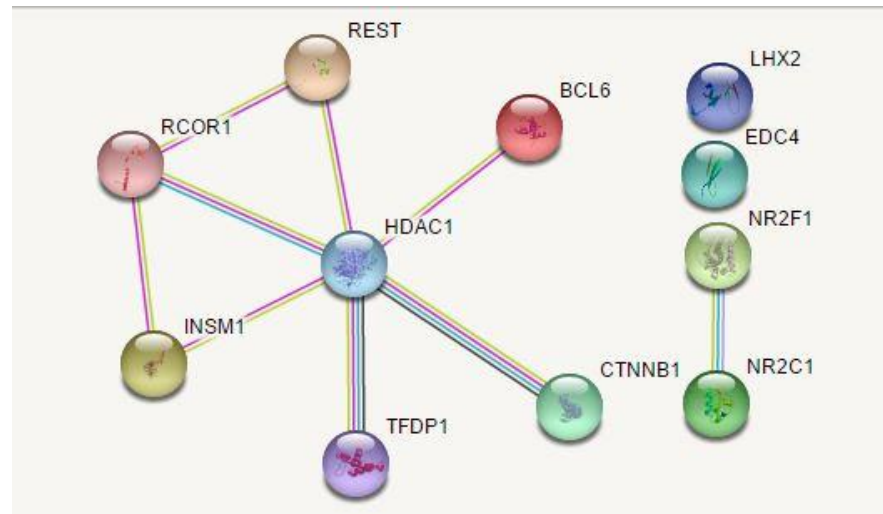 REST
LHX2
BCL6
RCOR1
EDC4
HDAC1
NR2F1
INSM1
CTNNB1
NR2C1
TFDP1